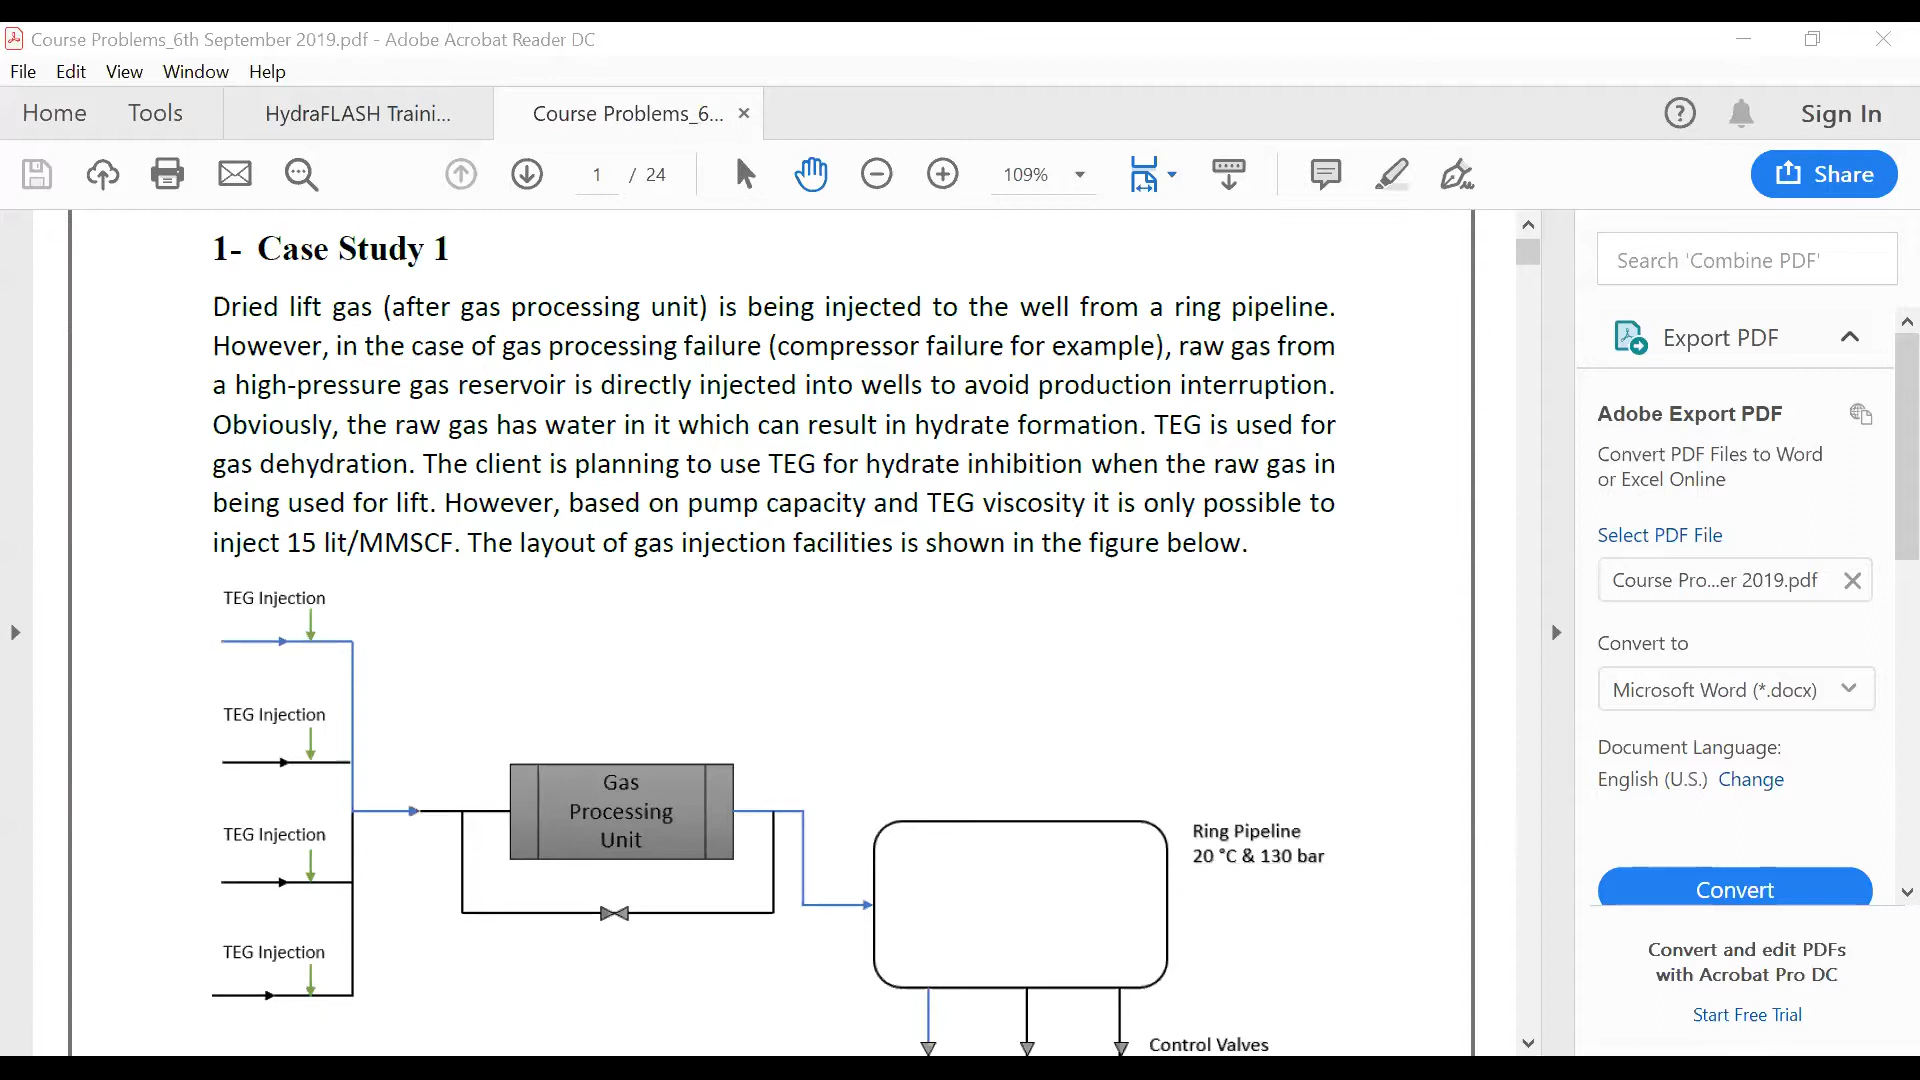 Course Problems_6th September 2019.pdf - Adobe Acrobat Reader DC
File Edit View Window Help
Home Tools HydraFLASH Traini... Course Problems_6... Sign In
1 / 24 109% Share
1- Case Study 1
Dried lift gas (after gas processing unit) is being injected to the well from a ring pipeline.
However, in the case of gas processing failure (compressor failure for example), raw gas from
a high-pressure gas reservoir is directly injected into wells to avoid production interruption.
Obviously, the raw gas has water in it which can result in hydrate formation. TEG is used for
gas dehydration. The client is planning to use TEG for hydrate inhibition when the raw gas in
being used for lift. However, based on pump capacity and TEG viscosity it is only possible to
inject 15 lit/MMSCF. The layout of gas injection facilities is shown in the figure below.
TEG Injection
TEG Injection
TEG Injection
TEG Injection
Gas
Processing
Unit
Ring Pipeline
20 °C & 130 bar
Control Valves
Search 'Combine PDF'
Export PDF
Adobe Export PDF
Convert PDF Files to Word
or Excel Online
Select PDF File
Course Pro...er 2019.pdf
Convert to
Microsoft Word (*.docx)
Document Language:
English (U.S.) Change
Convert
Convert and edit PDFs
with Acrobat Pro DC
Start Free Trial